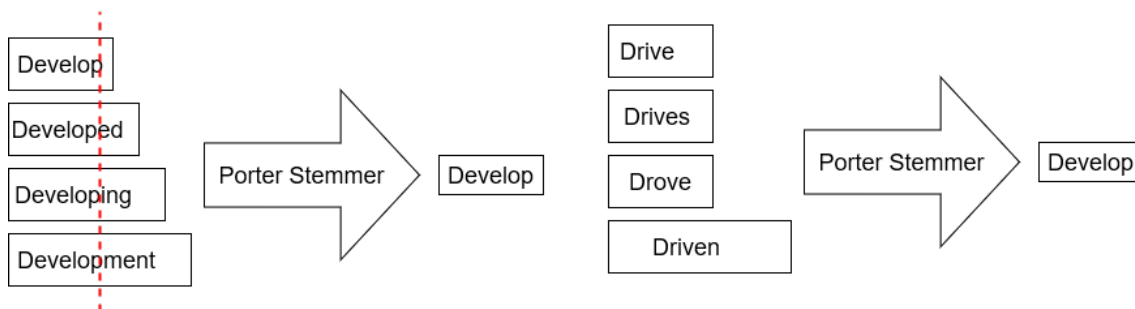 Develop
Developed
Developing
Development
Porter Stemmer
Develop
Drive
Drives
Drove
Driven
Porter Stemmer
Develop